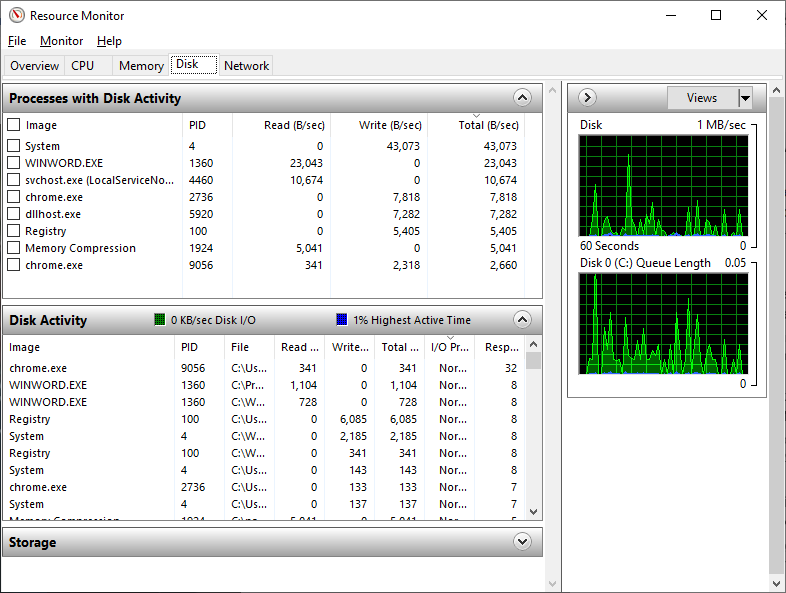 Resource Monitor
File Monitor Help
Overview CPU Memory Disk Network
Processes with Disk Activity
Image PID Read (B/sec) Write (B/sec) Total (B/sec)
System 4 0 43,073 43,073
WINWORD.EXE 1360 23,043 0 23,043
svchost.exe (LocalServiceNo... 4460 10,674 0 10,674
chrome.exe 2736 0 7,818 7,818
dllhost.exe 5920 0 7,282 7,282
Registry 100 0 5,405 5,405
Memory Compression 1924 5,041 0 5,041
chrome.exe 9056 341 2,318 2,660
Disk Activity 0 KB/sec Disk I/O 1% Highest Active Time
Image PID File Read ... Write... Total ... I/O Pr... Resp...
chrome.exe 9056 C:\Us... 341 0 341 Nor... 32
WINWORD.EXE 1360 C:\Pr... 1,104 0 1,104 Nor... 8
WINWORD.EXE 1360 C:\W... 728 0 728 Nor... 8
Registry 100 C:\Us... 0 6,085 6,085 Nor... 8
System 4 C:\W... 0 2,185 2,185 Nor... 8
Registry 100 C:\W... 0 341 341 Nor... 8
System 4 C:\Us... 0 143 143 Nor... 8
chrome.exe 2736 C:\Us... 0 133 133 Nor... 7
System 4 C:\Us... 0 137 137 Nor... 7
Memory Compression 1924 5,041 0 5,041 Nor...
Storage
Views
Disk 1 MB/sec
60 Seconds 0
Disk 0 (C:) Queue Length 0.05
0